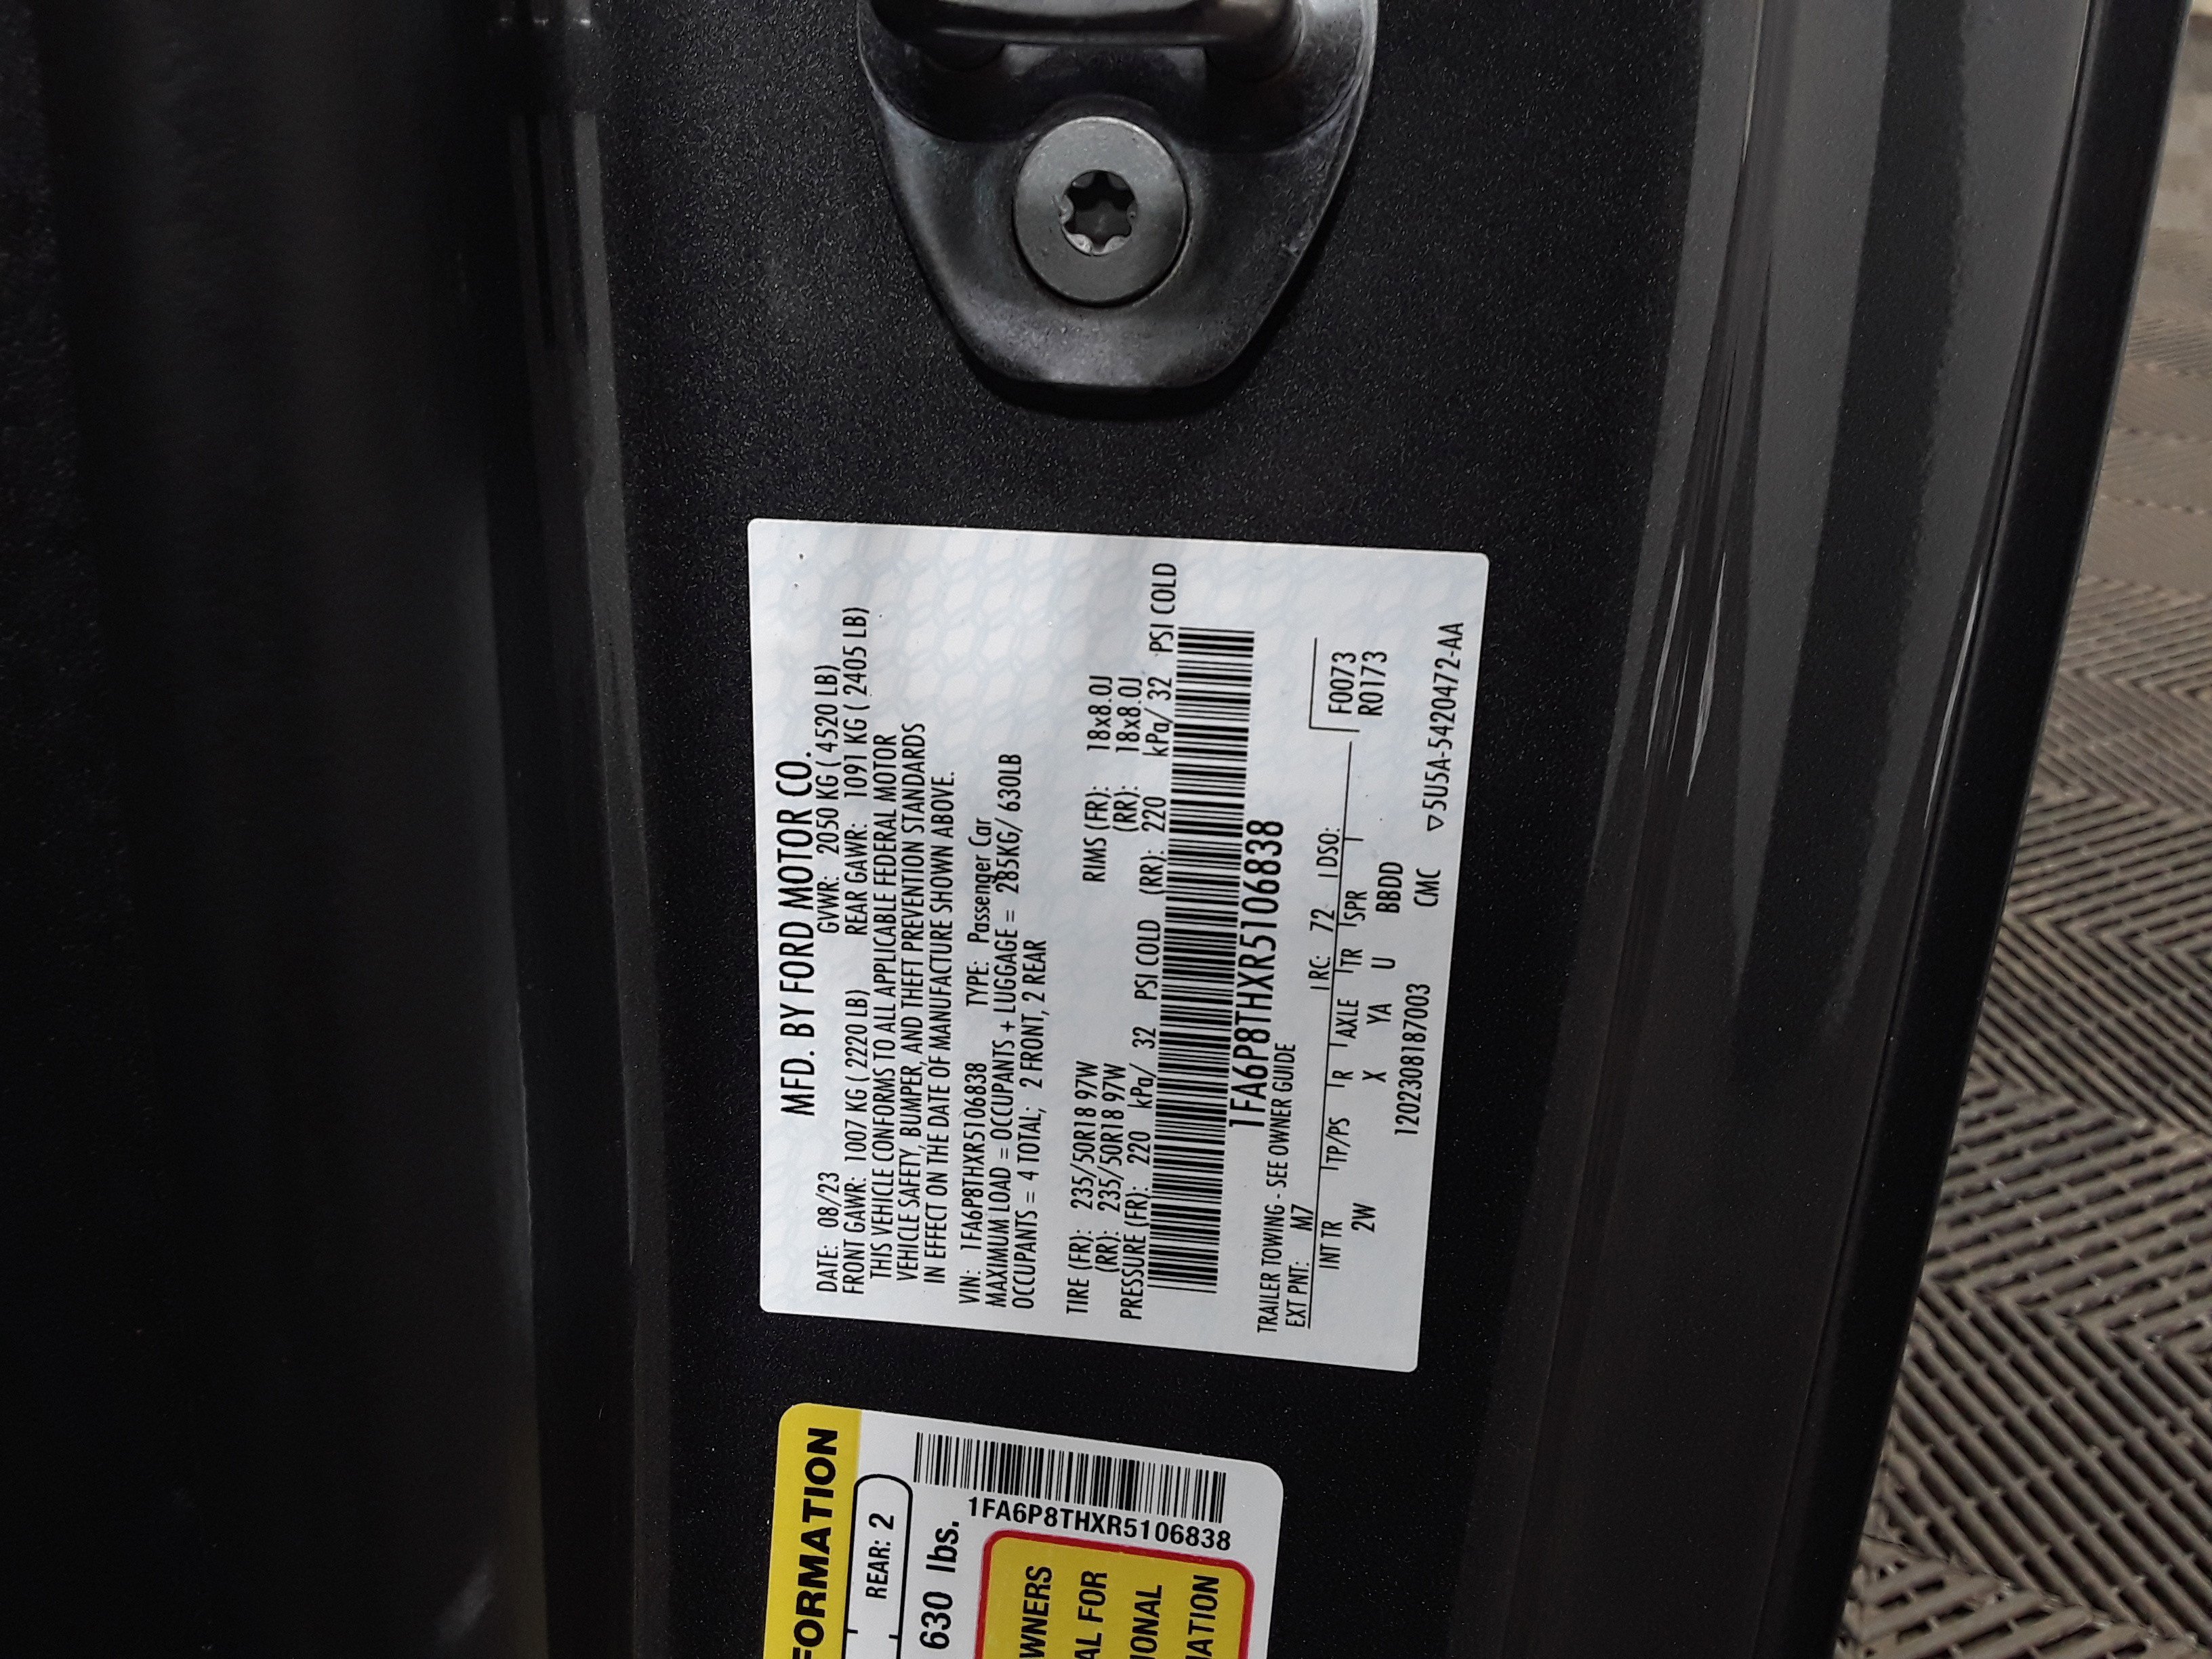 MFD. BY FORD MOTOR CO.
DATE: 08/23 GVWR: 2050 KG ( 4520 LB)
FRONT GAWR: 1007 KG ( 2220 LB) REAR GAWR: 1091 KG ( 2405 LB)
THIS VEHICLE CONFORMS TO ALL APPLICABLE FEDERAL MOTOR
VEHICLE SAFETY, BUMPER, AND THEFT PREVENTION STANDARDS
IN EFFECT ON THE DATE OF MANUFACTURE SHOWN ABOVE.
VIN: 1FA6P8THXR5106838 TYPE: Passenger Car
MAXIMUM LOAD = OCCUPANTS + LUGGAGE = 285KG/ 630LB
OCCUPANTS = 4 TOTAL; 2 FRONT, 2 REAR
TIRE (FR): 235/50R18 97W RIMS (FR): 18x8.0J
(RR): 235/50R18 97W (RR): 18x8.0J
PRESSURE (FR): 220 kPa/ 32 PSI COLD (RR): 220 kPa/ 32 PSI COLD
1FA6P8THXR5106838
TRAILER TOWING - SEE OWNER GUIDE
EXT PNT: M7 RC: 72 DSO:
INT TR TP/PS R AXLE TR SPR F0073
2W X YA U BBDD R0173
1202308187003 CMC ▽5U5A-5420472-AA
FORMATION
REAR: 2
630 lbs.
1FA6P8THXR5106838
WNERS
AL FOR
IONAL
MATION